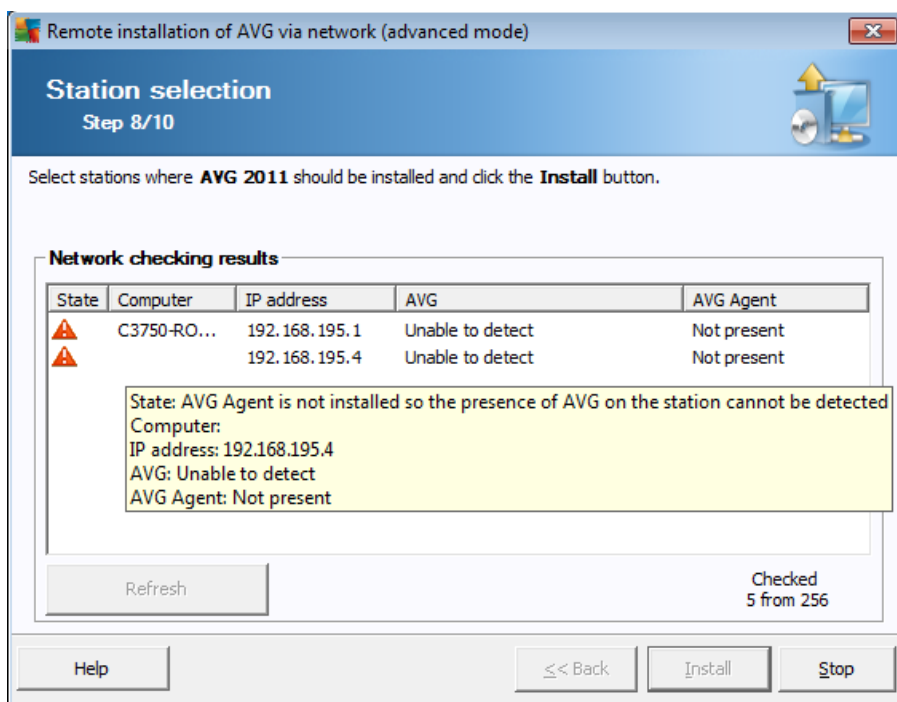 Remote installation of AVG via network (advanced mode)
Station selection
Step 8/10
Select stations where AVG 2011 should be installed and click the Install button.
Network checking results
State Computer IP address AVG AVG Agent
C3750-RO... 192.168.195.1 Unable to detect Not present
192.168.195.4 Unable to detect Not present
State: AVG Agent is not installed so the presence of AVG on the station cannot be detected
Computer:
IP address: 192.168.195.4
AVG: Unable to detect
AVG Agent: Not present
Refresh
Checked
5 from 256
Help << Back Install Stop